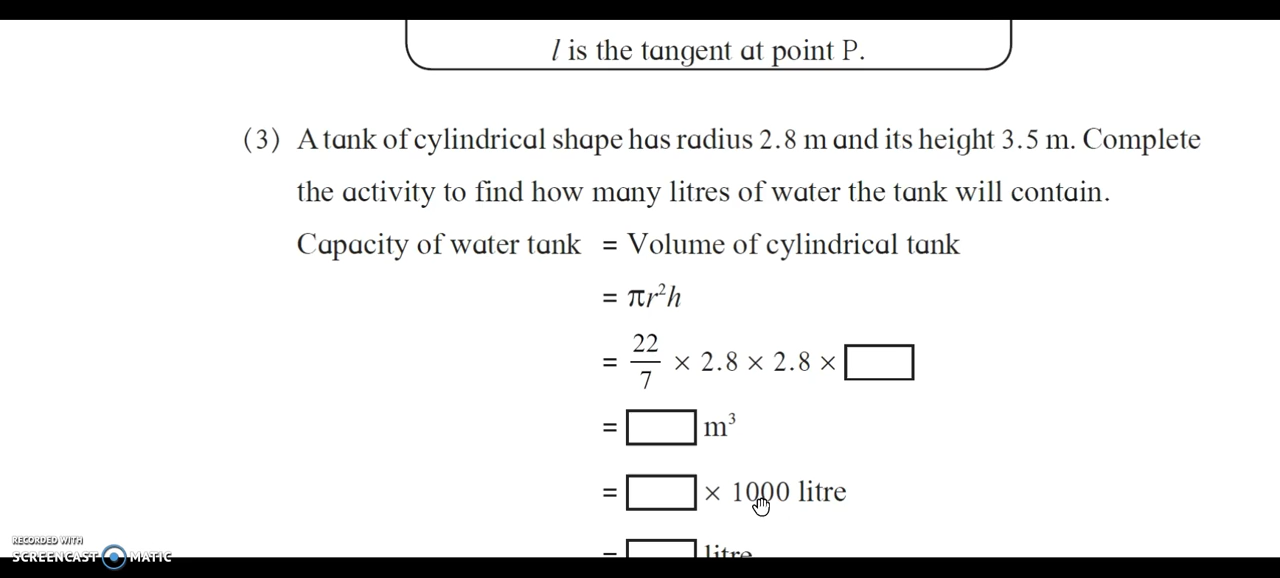 l is the tangent at point P.
(3) A tank of cylindrical shape has radius 2.8 m and its height 3.5 m. Complete
the activity to find how many litres of water the tank will contain.
Capacity of water tank = Volume of cylindrical tank
= πr²h
= 22/7 × 2.8 × 2.8 ×
= m³
= × 1000 litre
= litre
RECORDED WITH
SCREENCAST MATIC